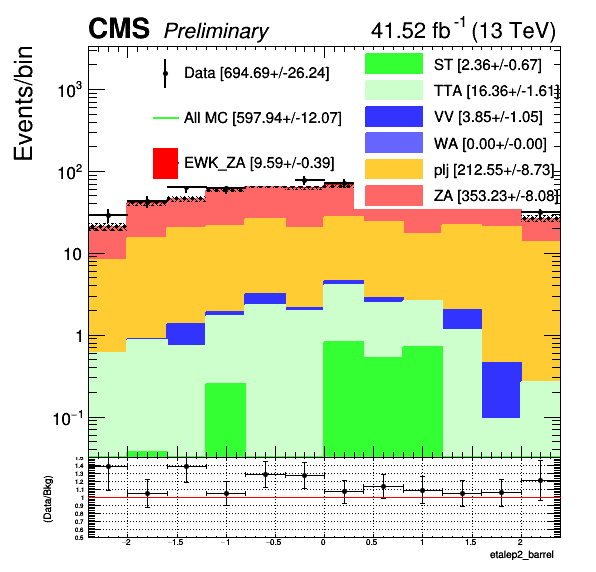 CMS Preliminary 41.52 fb⁻¹ (13 TeV)
Events/bin
Data [694.69+/-26.24]
All MC [597.94+/-12.07]
EWK_ZA [9.59+/-0.39]
ST [2.36+/-0.67]
TTA [16.36+/-1.61]
VV [3.85+/-1.05]
WA [0.00+/-0.00]
plj [212.55+/-8.73]
ZA [353.23+/-8.08]
10³
10²
10
1
10⁻¹
(Data/Bkg)
1.5
1.4
1.3
1.2
1.1
1
0.9
0.8
0.7
0.6
0.5
−2 −1.5 −1 −0.5 0 0.5 1 1.5 2
etalep2_barrel